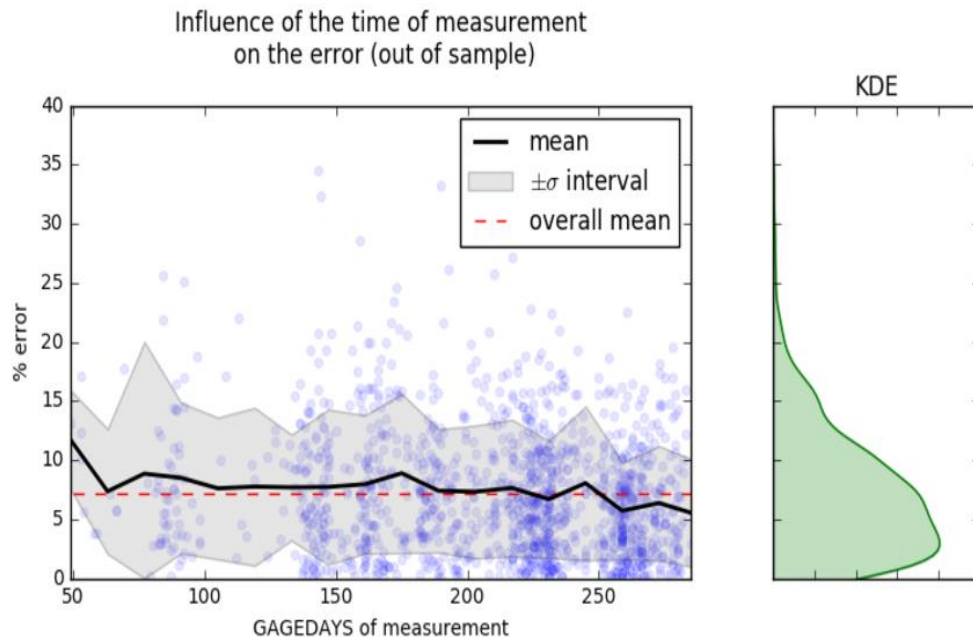 Influence of the time of measurement
on the error (out of sample)
KDE
40
35
30
25
20
15
10
5
0
% error
mean
±σ interval
overall mean
50 100 150 200 250
GAGEDAYS of measurement